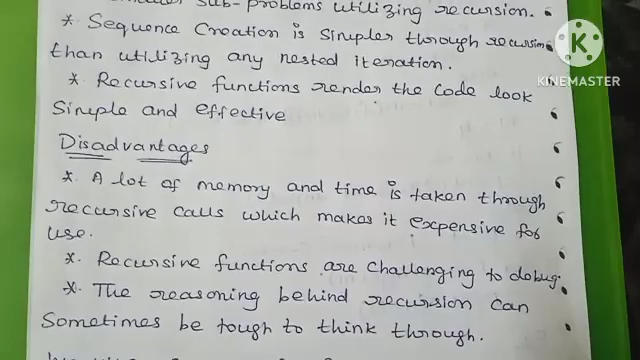 sub-problems utilizing recursion.
* Sequence Creation is Simpler through recursion
than utilizing any nested iteration.
* Recursive functions render the Code look
Simple and effective
Disadvantages
* A lot of memory and time is taken through
recursive calls which makes it expensive for
use.
* Recursive functions are challenging to debug.
* The reasoning behind recursion can
Sometimes be tough to think through.
K
KINEMASTER